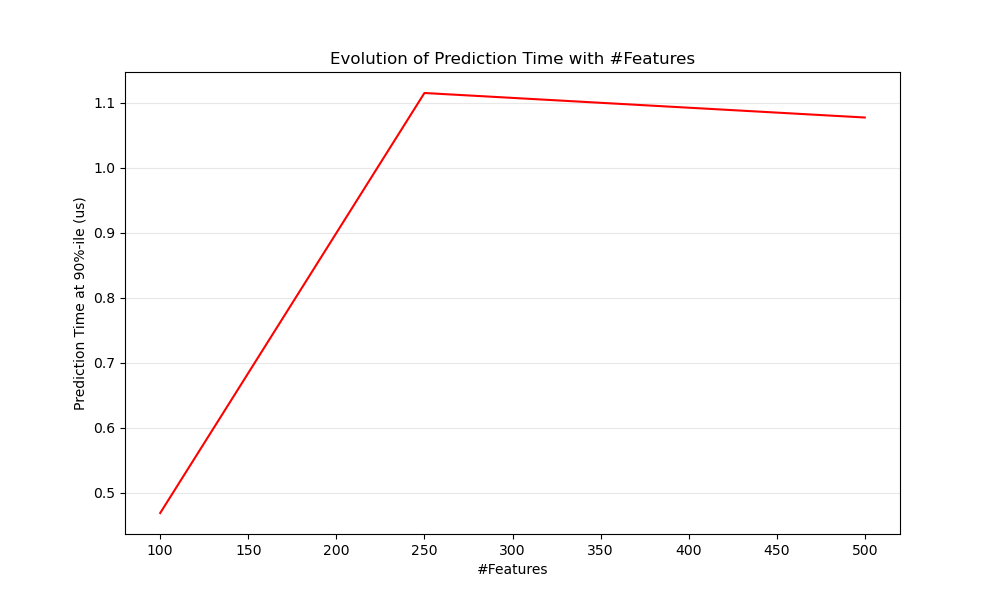 Evolution of Prediction Time with #Features
Prediction Time at 90%-ile (us)
1.1
1.0
0.9
0.8
0.7
0.6
0.5
100 150 200 250 300 350 400 450 500
#Features